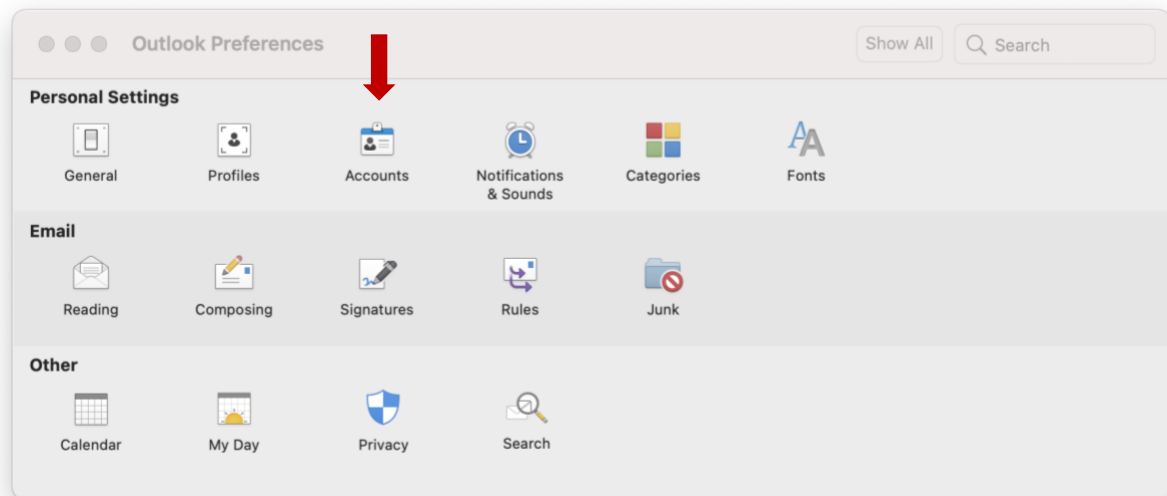 Outlook Preferences
Show All
Search
Personal Settings
General
Profiles
Accounts
Notifications
& Sounds
Categories
Fonts
Email
Reading
Composing
Signatures
Rules
Junk
Other
Calendar
My Day
Privacy
Search